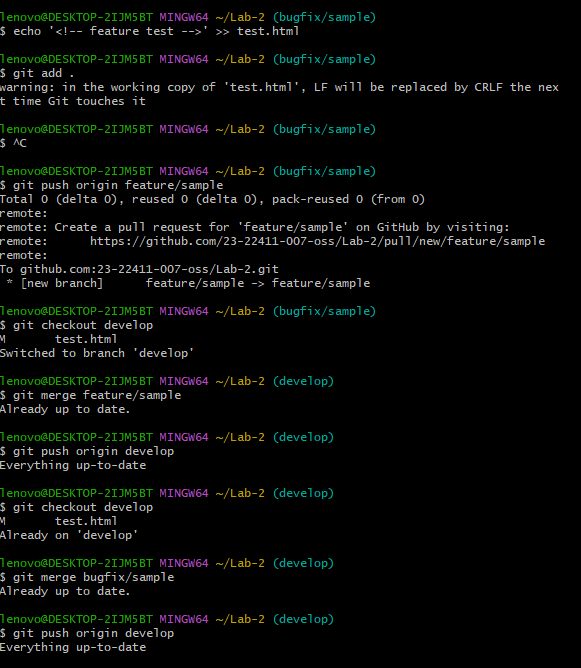 lenovo@DESKTOP-2IJM5BT MINGW64 ~/Lab-2 (bugfix/sample)
$ echo '<!-- feature test -->' >> test.html
lenovo@DESKTOP-2IJM5BT MINGW64 ~/Lab-2 (bugfix/sample)
$ git add .
warning: in the working copy of 'test.html', LF will be replaced by CRLF the nex
t time Git touches it
lenovo@DESKTOP-2IJM5BT MINGW64 ~/Lab-2 (bugfix/sample)
$ ^C
lenovo@DESKTOP-2IJM5BT MINGW64 ~/Lab-2 (bugfix/sample)
$ git push origin feature/sample
Total 0 (delta 0), reused 0 (delta 0), pack-reused 0 (from 0)
remote:
remote: Create a pull request for 'feature/sample' on GitHub by visiting:
remote:      https://github.com/23-22411-007-oss/Lab-2/pull/new/feature/sample
remote:
To github.com:23-22411-007-oss/Lab-2.git
 * [new branch]      feature/sample -> feature/sample
lenovo@DESKTOP-2IJM5BT MINGW64 ~/Lab-2 (bugfix/sample)
$ git checkout develop
M       test.html
Switched to branch 'develop'
lenovo@DESKTOP-2IJM5BT MINGW64 ~/Lab-2 (develop)
$ git merge feature/sample
Already up to date.
lenovo@DESKTOP-2IJM5BT MINGW64 ~/Lab-2 (develop)
$ git push origin develop
Everything up-to-date
lenovo@DESKTOP-2IJM5BT MINGW64 ~/Lab-2 (develop)
$ git checkout develop
M       test.html
Already on 'develop'
lenovo@DESKTOP-2IJM5BT MINGW64 ~/Lab-2 (develop)
$ git merge bugfix/sample
Already up to date.
lenovo@DESKTOP-2IJM5BT MINGW64 ~/Lab-2 (develop)
$ git push origin develop
Everything up-to-date